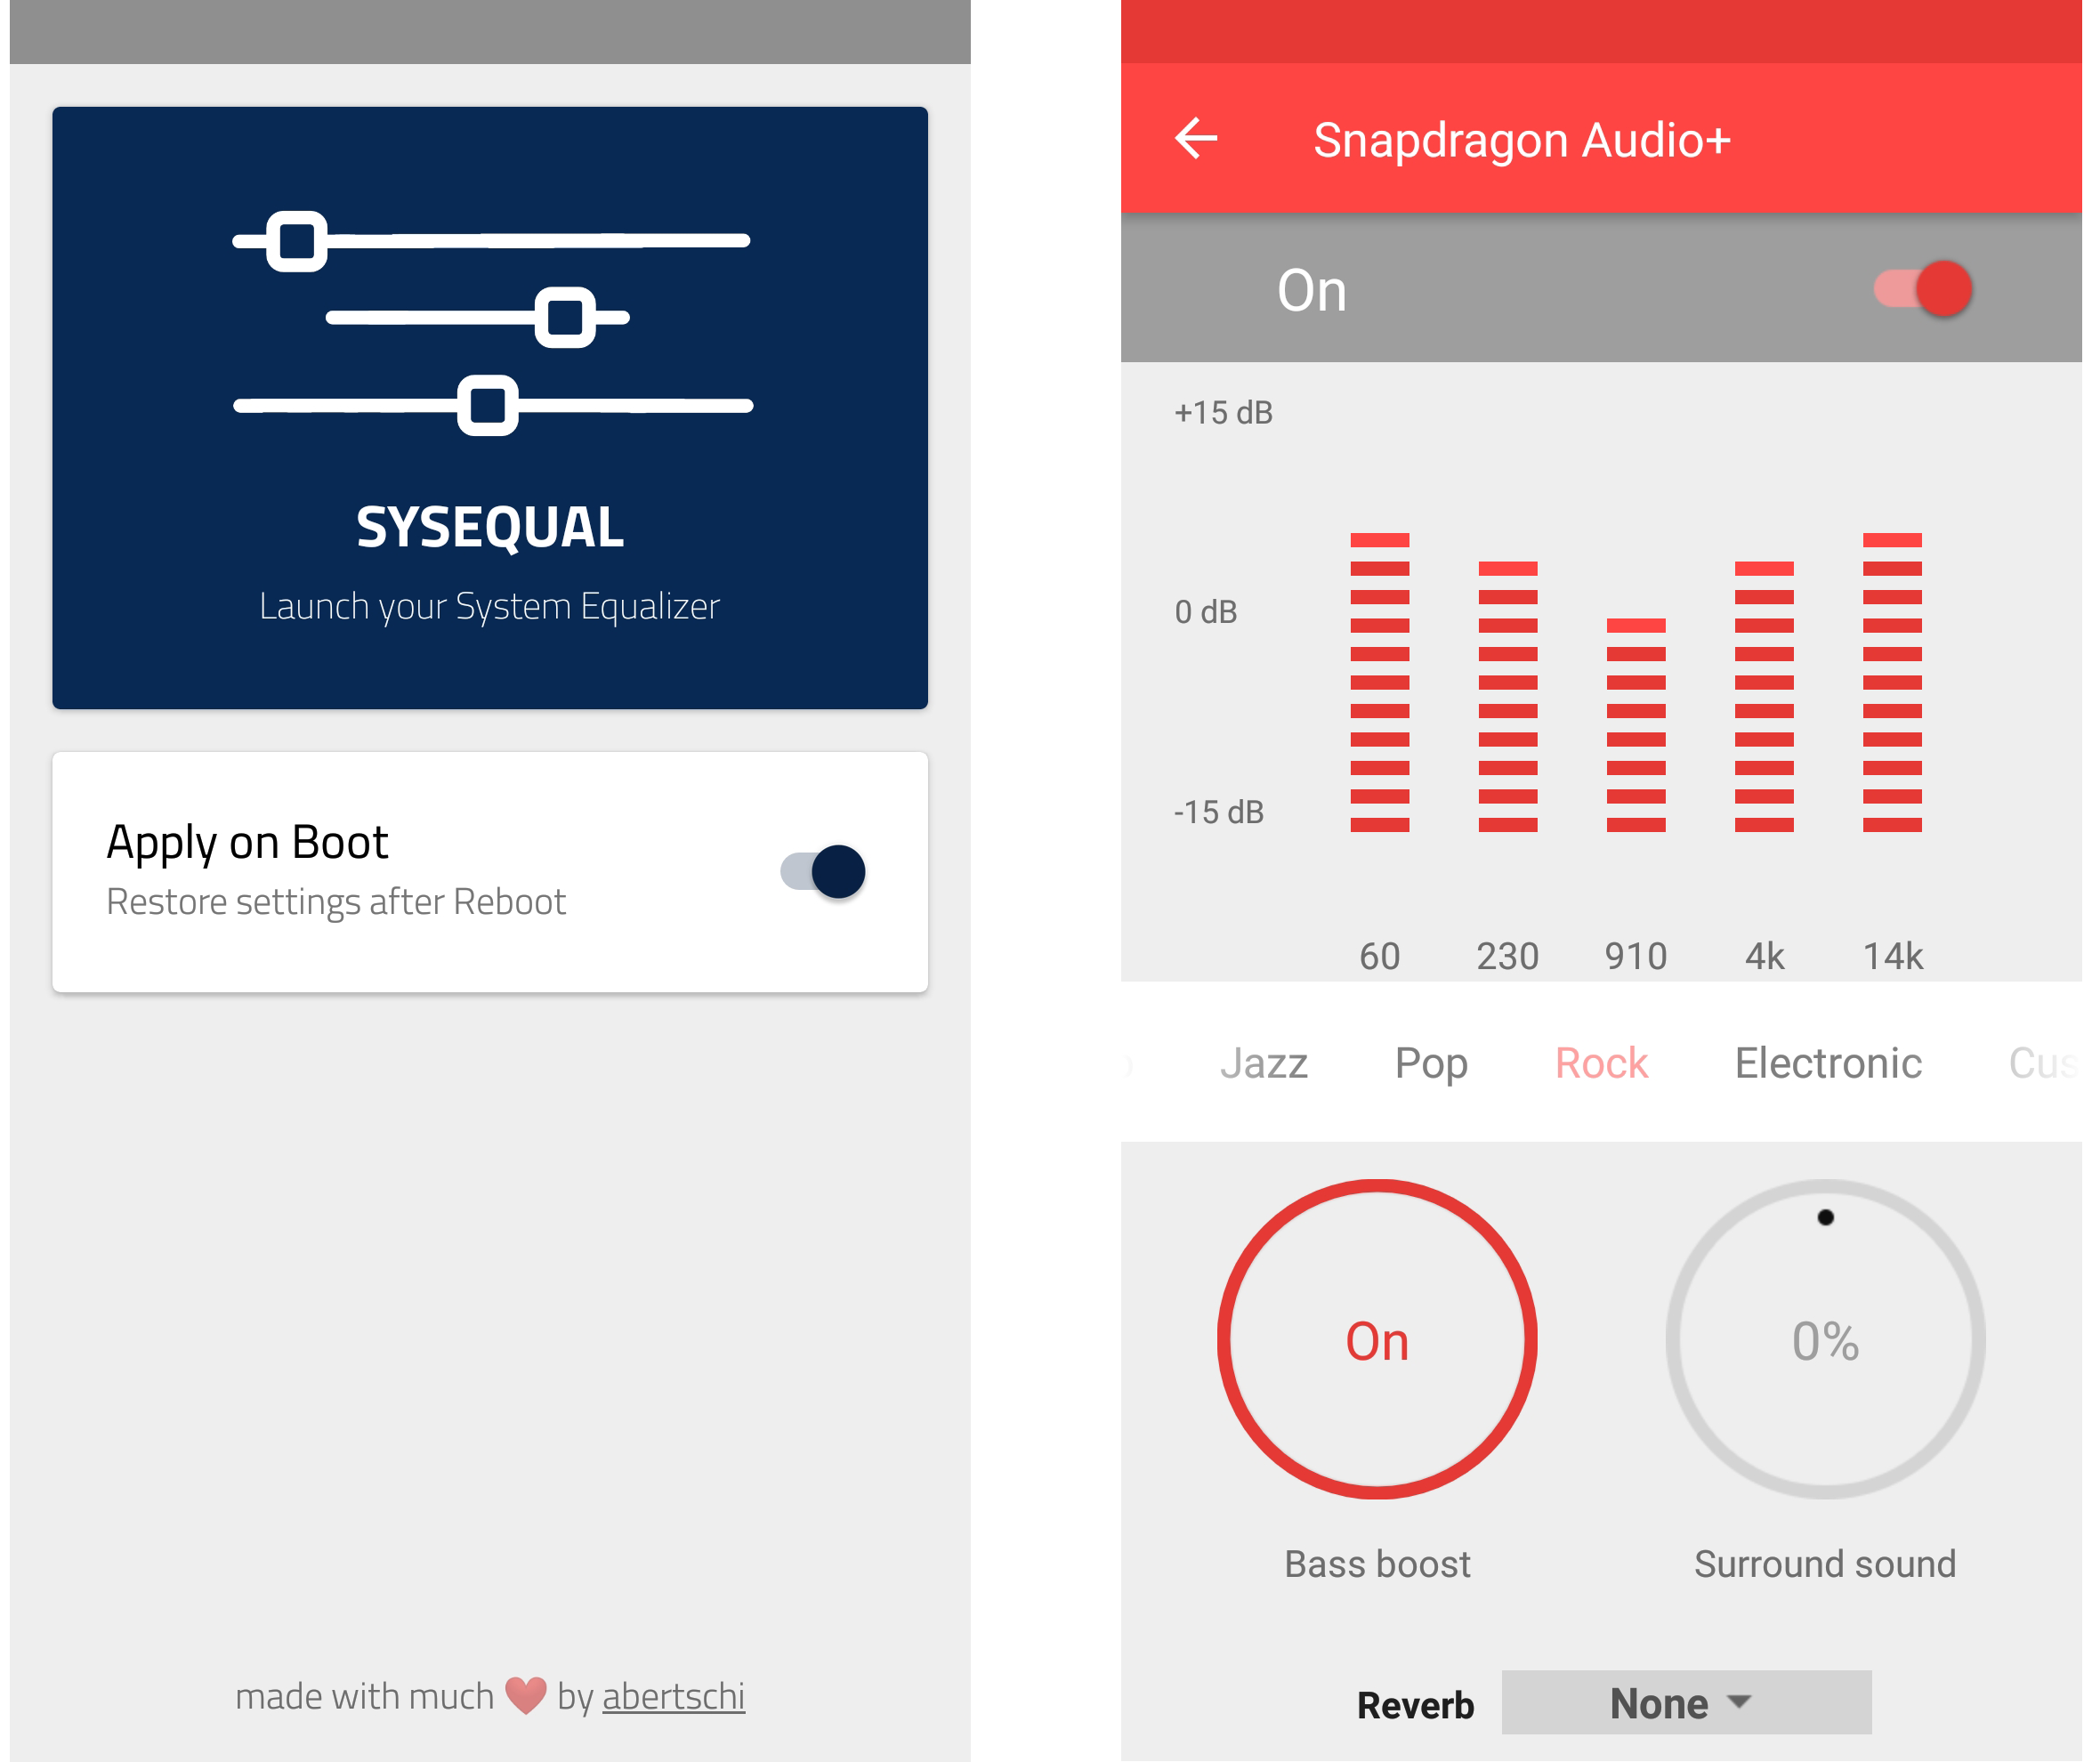 SYSEQUAL
Launch your System Equalizer
Apply on Boot
Restore settings after Reboot
made with much ❤️ by abertschi
Snapdragon Audio+
On
+15 dB
0 dB
-15 dB
60 230 910 4k 14k
Jazz Pop Rock Electronic Cus
On 0%
Bass boost Surround sound
Reverb None